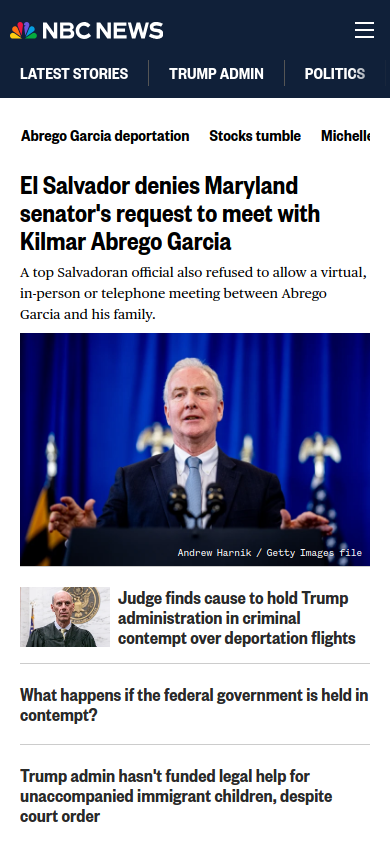 NBC NEWS
LATEST STORIES
TRUMP ADMIN
POLITICS
Abrego Garcia deportation
Stocks tumble
Michelle
El Salvador denies Maryland
senator's request to meet with
Kilmar Abrego Garcia
A top Salvadoran official also refused to allow a virtual,
in-person or telephone meeting between Abrego
Garcia and his family.
Andrew Harnik / Getty Images file
Judge finds cause to hold Trump
administration in criminal
contempt over deportation flights
What happens if the federal government is held in
contempt?
Trump admin hasn't funded legal help for
unaccompanied immigrant children, despite
court order